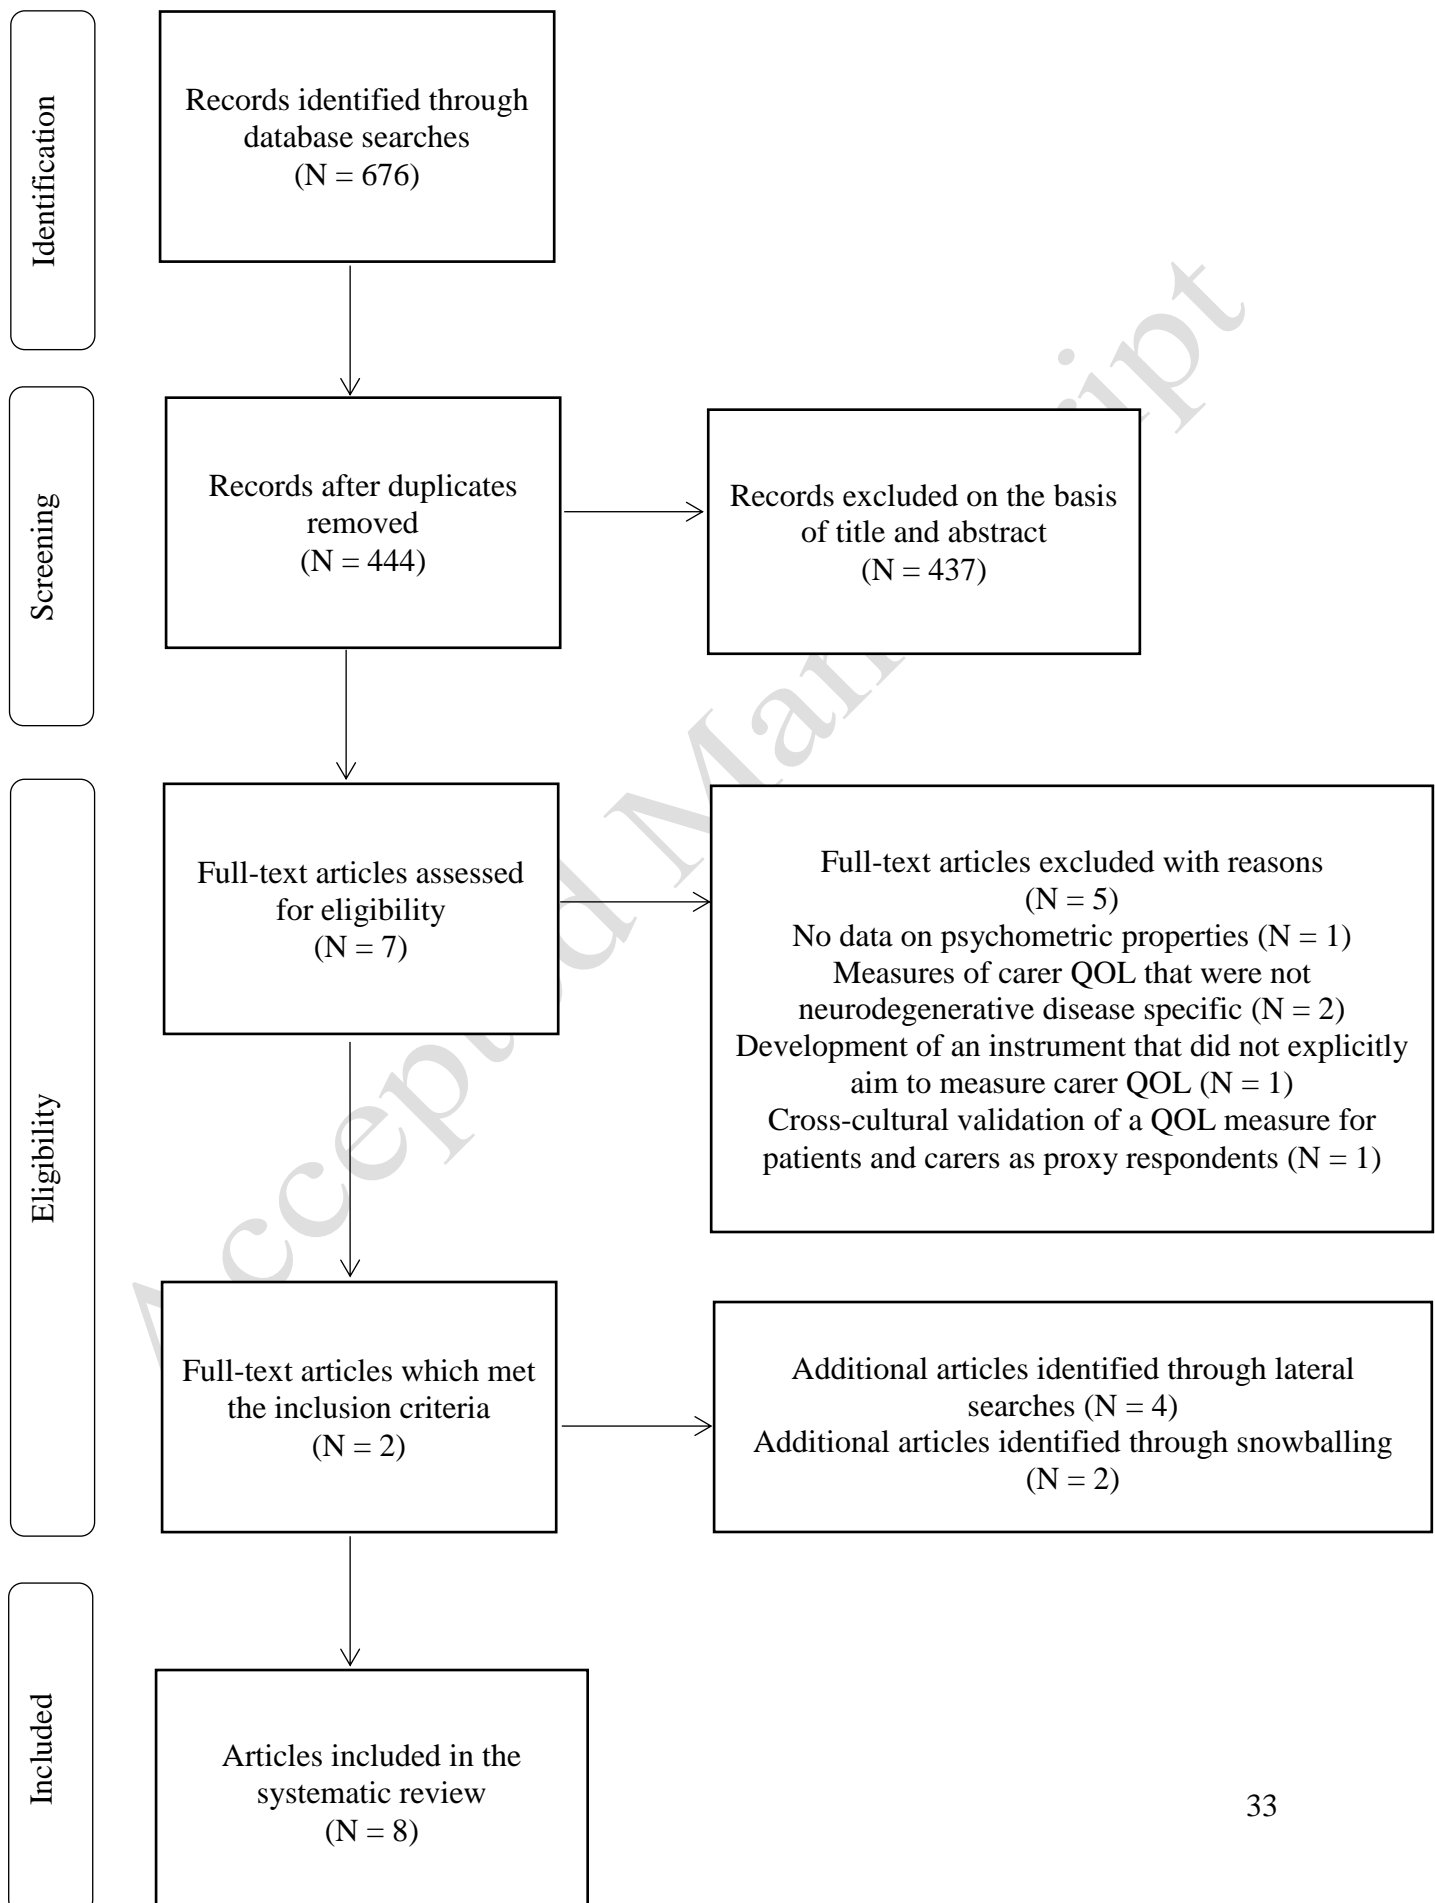 Identification
Records identified through
database searches
(N = 676)
Screening
Records after duplicates
removed
(N = 444)
Records excluded on the basis
of title and abstract
(N = 437)
Eligibility
Full-text articles assessed
for eligibility
(N = 7)
Full-text articles excluded with reasons
(N = 5)
No data on psychometric properties (N = 1)
Measures of carer QOL that were not
neurodegenerative disease specific (N = 2)
Development of an instrument that did not explicitly
aim to measure carer QOL (N = 1)
Cross-cultural validation of a QOL measure for
patients and carers as proxy respondents (N = 1)
Full-text articles which met
the inclusion criteria
(N = 2)
Additional articles identified through lateral
searches (N = 4)
Additional articles identified through snowballing
(N = 2)
Included
Articles included in the
systematic review
(N = 8)
33
Accepted Manuscript